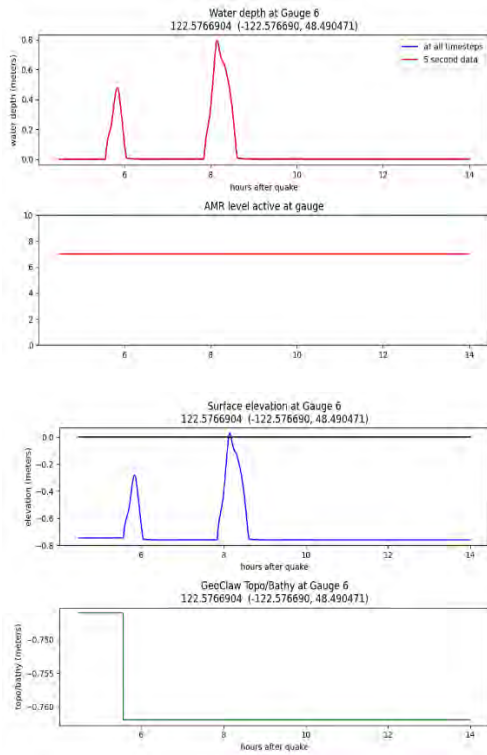 Water depth at Gauge 6
122.5766904 (-122.576690, 48.490471)
at all timesteps
5 second data
water depth (meters)
0.8
0.6
0.4
0.2
0.0
6 8 10 12 14
hours after quake
AMR level active at gauge
10
8
6
4
2
0
6 8 10 12 14
Surface elevation at Gauge 6
122.5766904 (-122.576690, 48.490471)
elevation (meters)
0.0
−0.2
−0.4
−0.6
−0.8
6 8 10 12 14
hours after quake
GeoClaw Topo/Bathy at Gauge 6
122.5766904 (-122.576690, 48.490471)
topo/bathy (meters)
−0.750
−0.755
−0.760
6 8 10 12 14
hours after quake